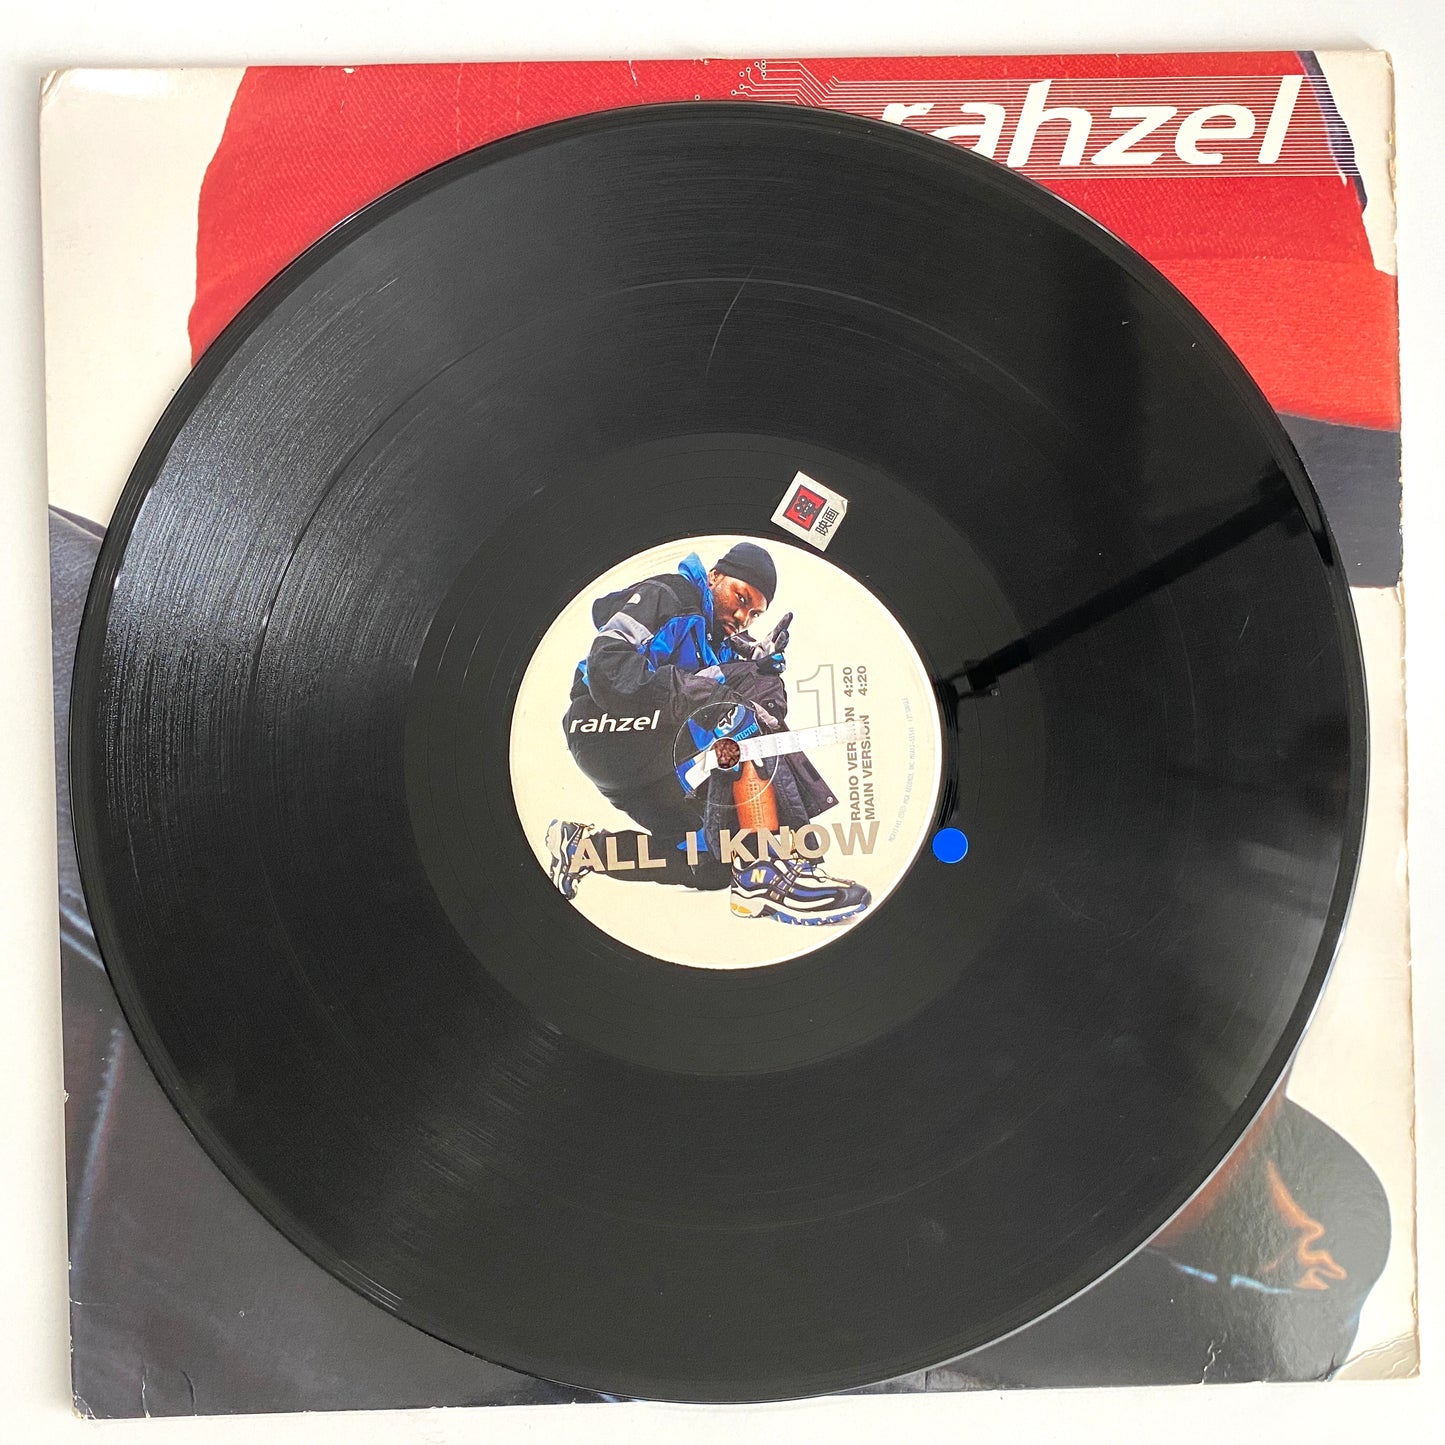 rahzel
映画
rahzel
1
RADIO VERSION 4:20
MAIN VERSION 4:20
ALL I KNOW
N